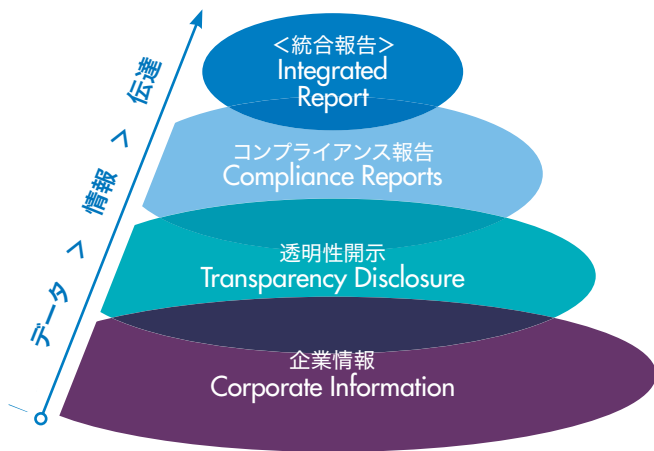 ＜統合報告＞
Integrated
Report
コンプライアンス報告
Compliance Reports
透明性開示
Transparency Disclosure
企業情報
Corporate Information
データ ＞ 情報 ＞ 伝達